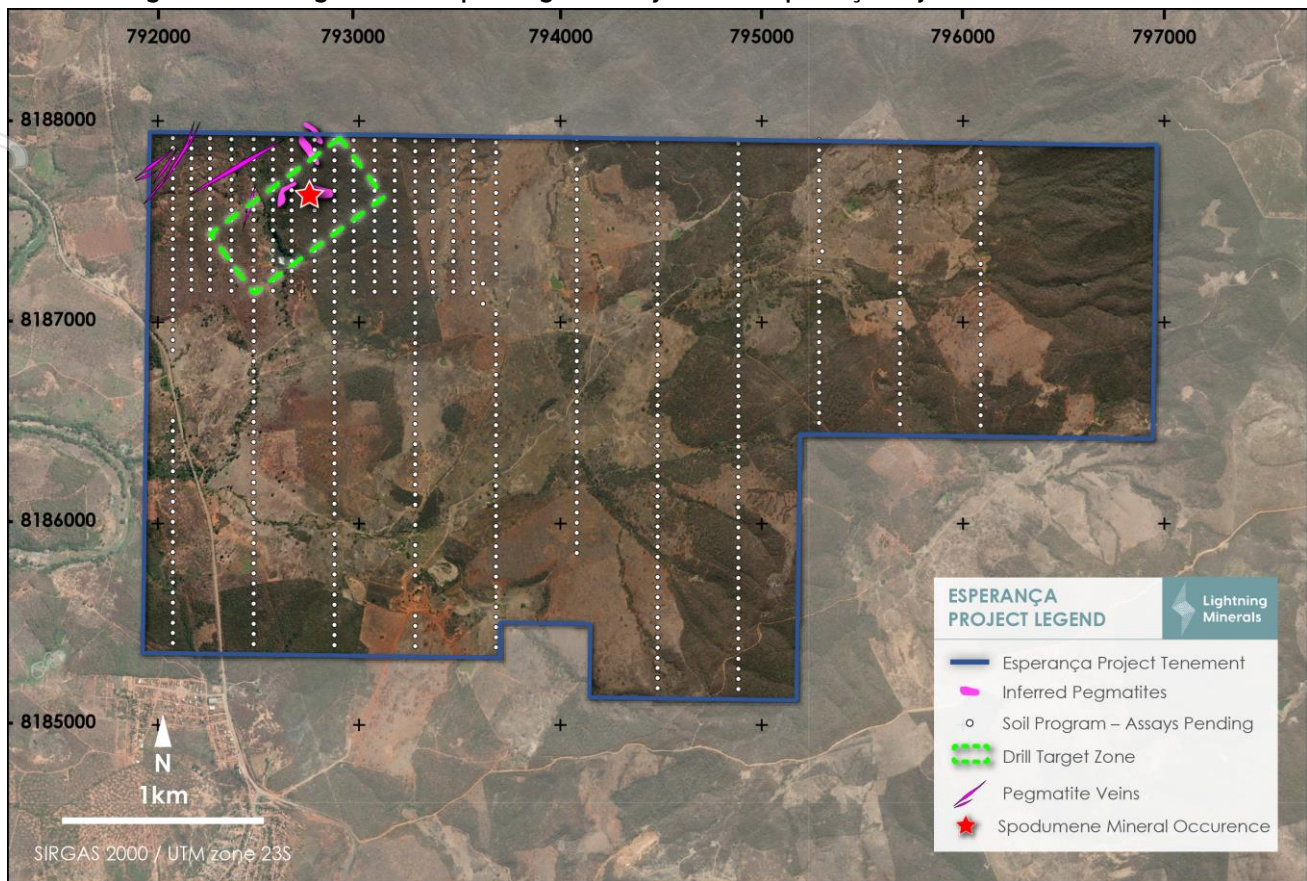 792000 793000 794000 795000 796000 797000
8188000
8187000
8186000
8185000
N
1km
SIRGAS 2000 / UTM zone 23S
ESPERANÇA
PROJECT LEGEND
Lightning
Minerals
Esperança Project Tenement
Inferred Pegmatites
Soil Program – Assays Pending
Drill Target Zone
Pegmatite Veins
Spodumene Mineral Occurence